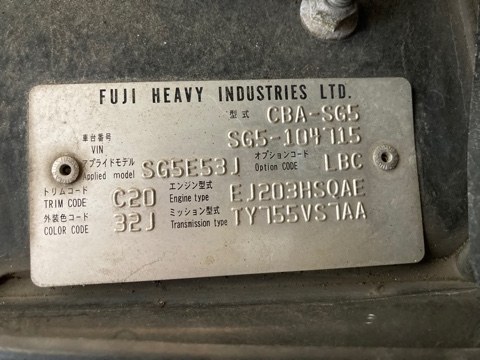 FUJI HEAVY INDUSTRIES LTD.
型式 CBA-SG5
車台番号 VIN SG5-104715
アプライドモデル Applied model SG5E53J オプションコード Option CODE LBC
トリムコード TRIM CODE C20 エンジン型式 Engine type EJ203HSQAE
外装色コード COLOR CODE 32J ミッション型式 Transmission type TY755VS7AA